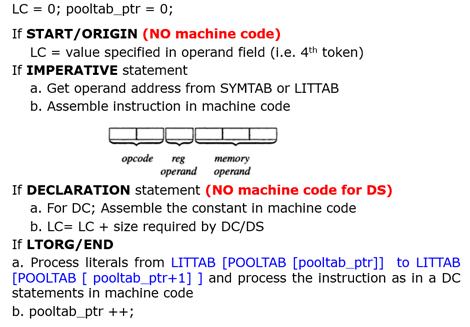 LC = 0; pooltab_ptr = 0;
If START/ORIGIN (NO machine code)
LC = value specified in operand field (i.e. 4th token)
If IMPERATIVE statement
a. Get operand address from SYMTAB or LITTAB
b. Assemble instruction in machine code
opcode reg memory
operand operand
If DECLARATION statement (NO machine code for DS)
a. For DC; Assemble the constant in machine code
b. LC= LC + size required by DC/DS
If LTORG/END
a. Process literals from LITTAB [POOLTAB [pooltab_ptr]] to LITTAB
[POOLTAB [ pooltab_ptr+1] ] and process the instruction as in a DC
statements in machine code
b. pooltab_ptr ++;